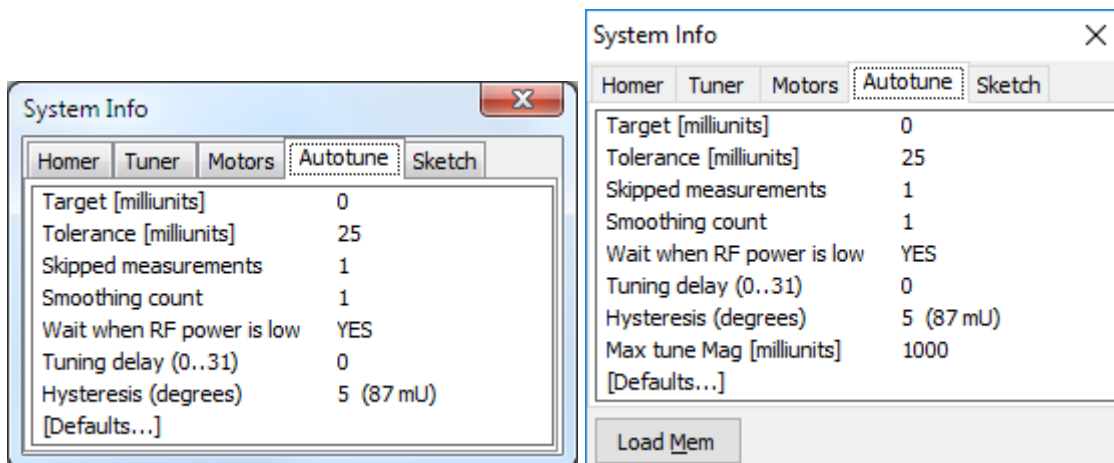 System Info
Homer Tuner Motors Autotune Sketch
Target [milliunits] 0
Tolerance [milliunits] 25
Skipped measurements 1
Smoothing count 1
Wait when RF power is low YES
Tuning delay (0..31) 0
Hysteresis (degrees) 5 (87 mU)
[Defaults...]
System Info
Homer Tuner Motors Autotune Sketch
Target [milliunits] 0
Tolerance [milliunits] 25
Skipped measurements 1
Smoothing count 1
Wait when RF power is low YES
Tuning delay (0..31) 0
Hysteresis (degrees) 5 (87 mU)
Max tune Mag [milliunits] 1000
[Defaults...]
Load Mem